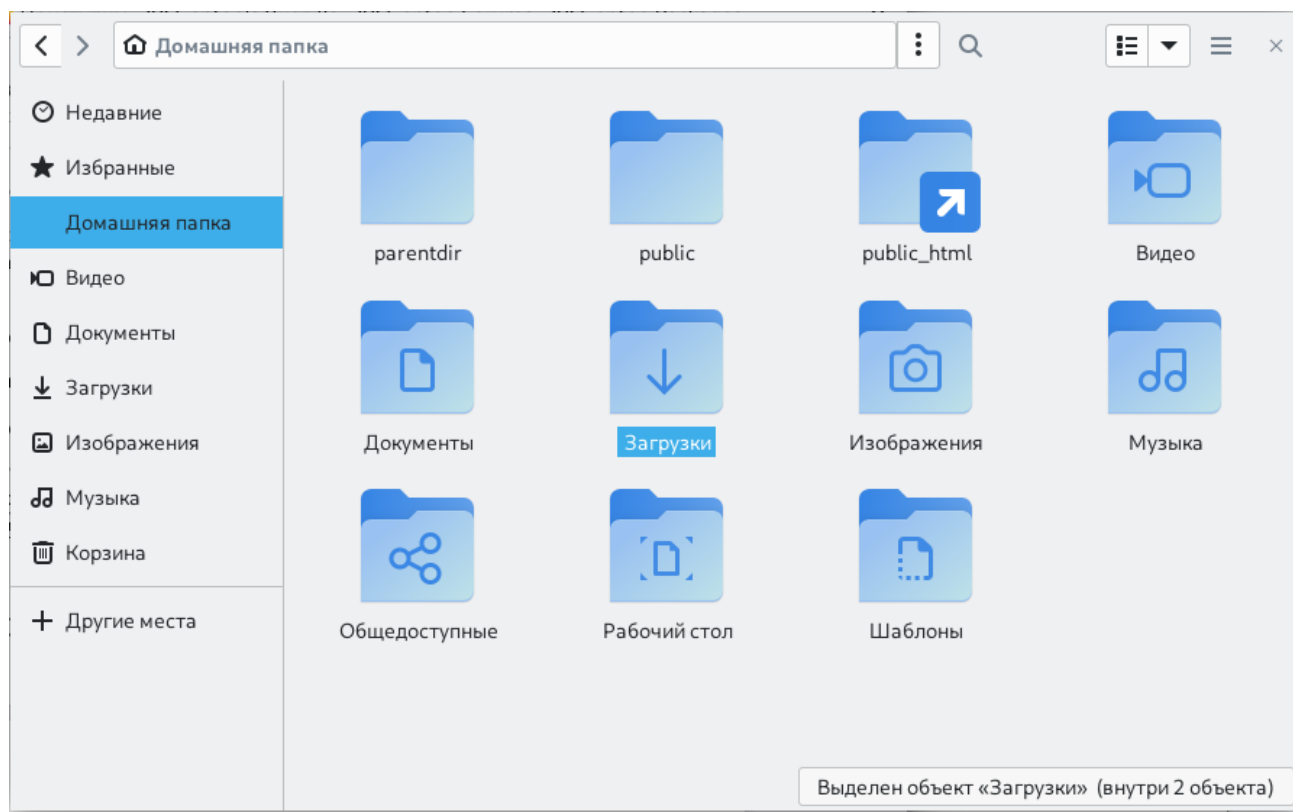 Домашняя папка
Недавние
Избранные
Домашняя папка
Видео
Документы
Загрузки
Изображения
Музыка
Корзина
Другие места
parentdir
public
public_html
Видео
Документы
Загрузки
Изображения
Музыка
Общедоступные
Рабочий стол
Шаблоны
Выделен объект «Загрузки» (внутри 2 объекта)